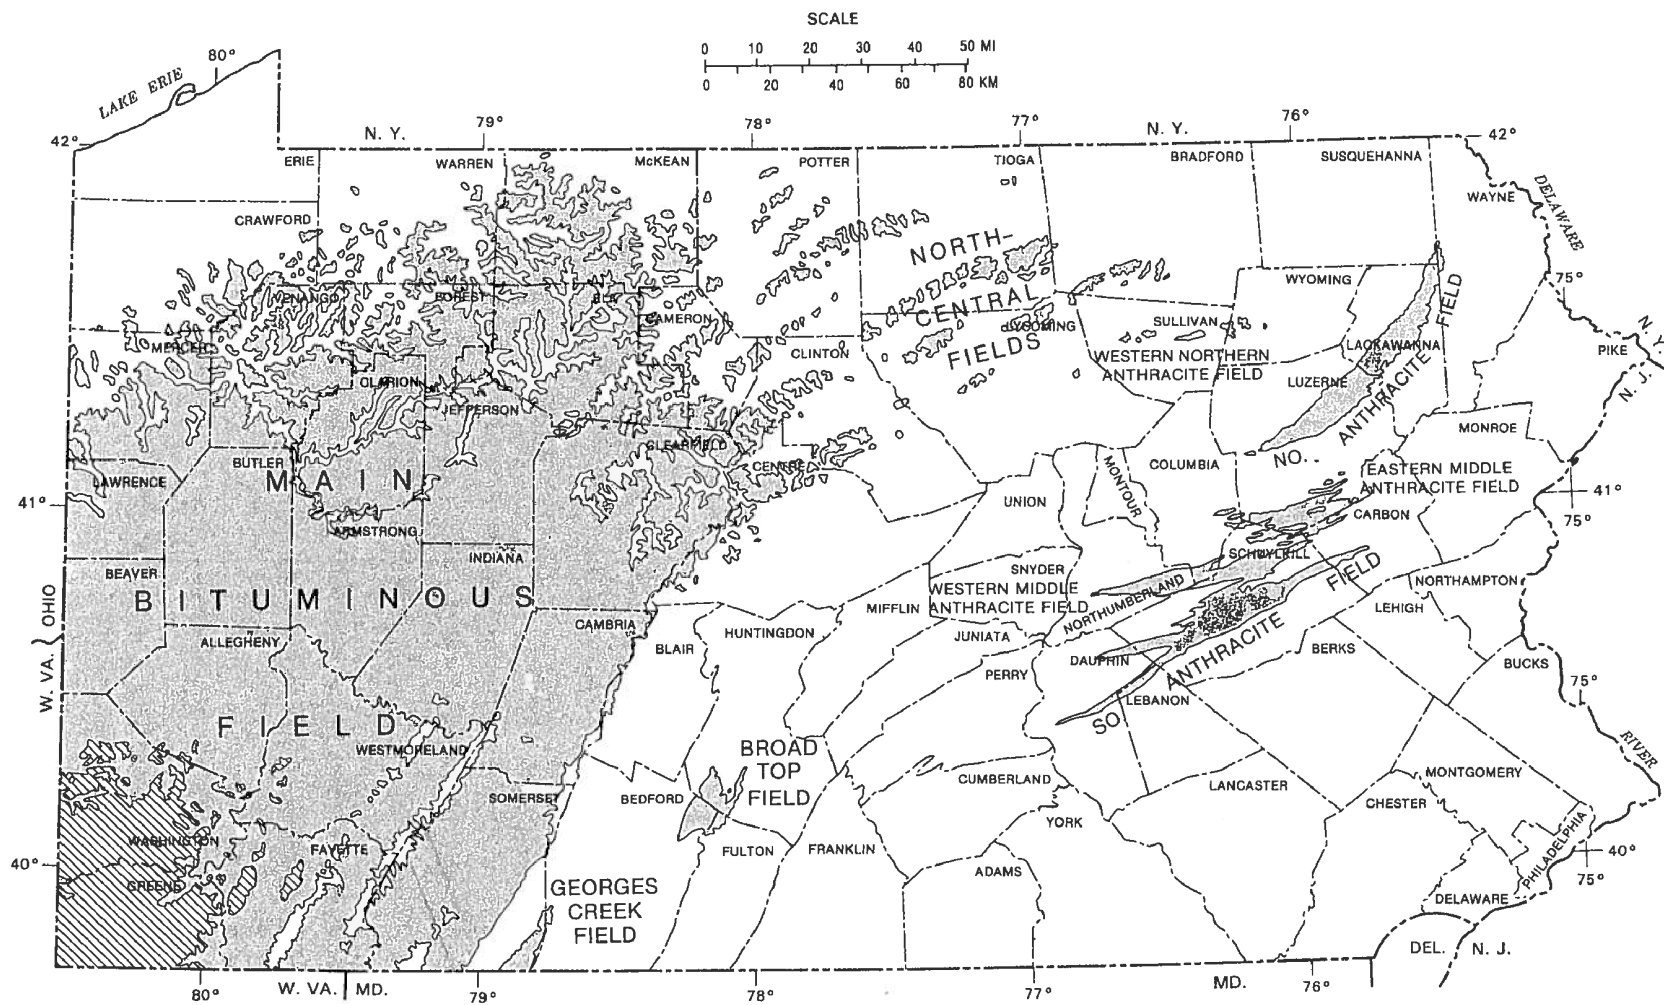 SCALE
0 10 20 30 40 50 MI
0 20 40 60 80 KM
LAKE ERIE
80°
79°
78°
77°
76°
42°
N. Y.
N. Y.
42°
ERIE
WARREN
McKEAN
POTTER
TIOGA
BRADFORD
SUSQUEHANNA
WAYNE
DELAWARE
CRAWFORD
NORTH-
CENTRAL
FIELDS
WYOMING
75°
VENANGO
FOREST
ELK
CAMERON
LYCOMING
SULLIVAN
FIELD
MERCER
CLINTON
WESTERN NORTHERN
ANTHRACITE FIELD
LACKAWANNA
PIKE
N. Y.
N. J.
CLARION
LUZERNE
ANTHRACITE
JEFFERSON
MONROE
CLEARFIELD
BUTLER
CENTRE
COLUMBIA
NO.
LAWRENCE
MAIN
MONTOUR
EASTERN MIDDLE
ANTHRACITE FIELD
41°
UNION
CARBON
41°
75°
ARMSTRONG
INDIANA
SCHUYLKILL
BEAVER
SNYDER
FIELD
NORTHAMPTON
BITUMINOUS
WESTERN MIDDLE
ANTHRACITE FIELD
NORTHUMBERLAND
MIFFLIN
LEHIGH
OHIO
CAMBRIA
HUNTINGDON
JUNIATA
ANTHRACITE
ALLEGHENY
BLAIR
BERKS
BUCKS
W. VA.
PERRY
DAUPHIN
LEBANON
75°
FIELD
SO.
WESTMORELAND
BROAD
TOP
FIELD
RIVER
CUMBERLAND
MONTGOMERY
SOMERSET
BEDFORD
LANCASTER
CHESTER
YORK
WASHINGTON
FAYETTE
FULTON
FRANKLIN
PHILADELPHIA
40°
40°
75°
GREENE
GEORGES
CREEK
FIELD
ADAMS
DELAWARE
DEL.
N. J.
80°
W. VA.
MD.
79°
78°
77°
MD.
76°